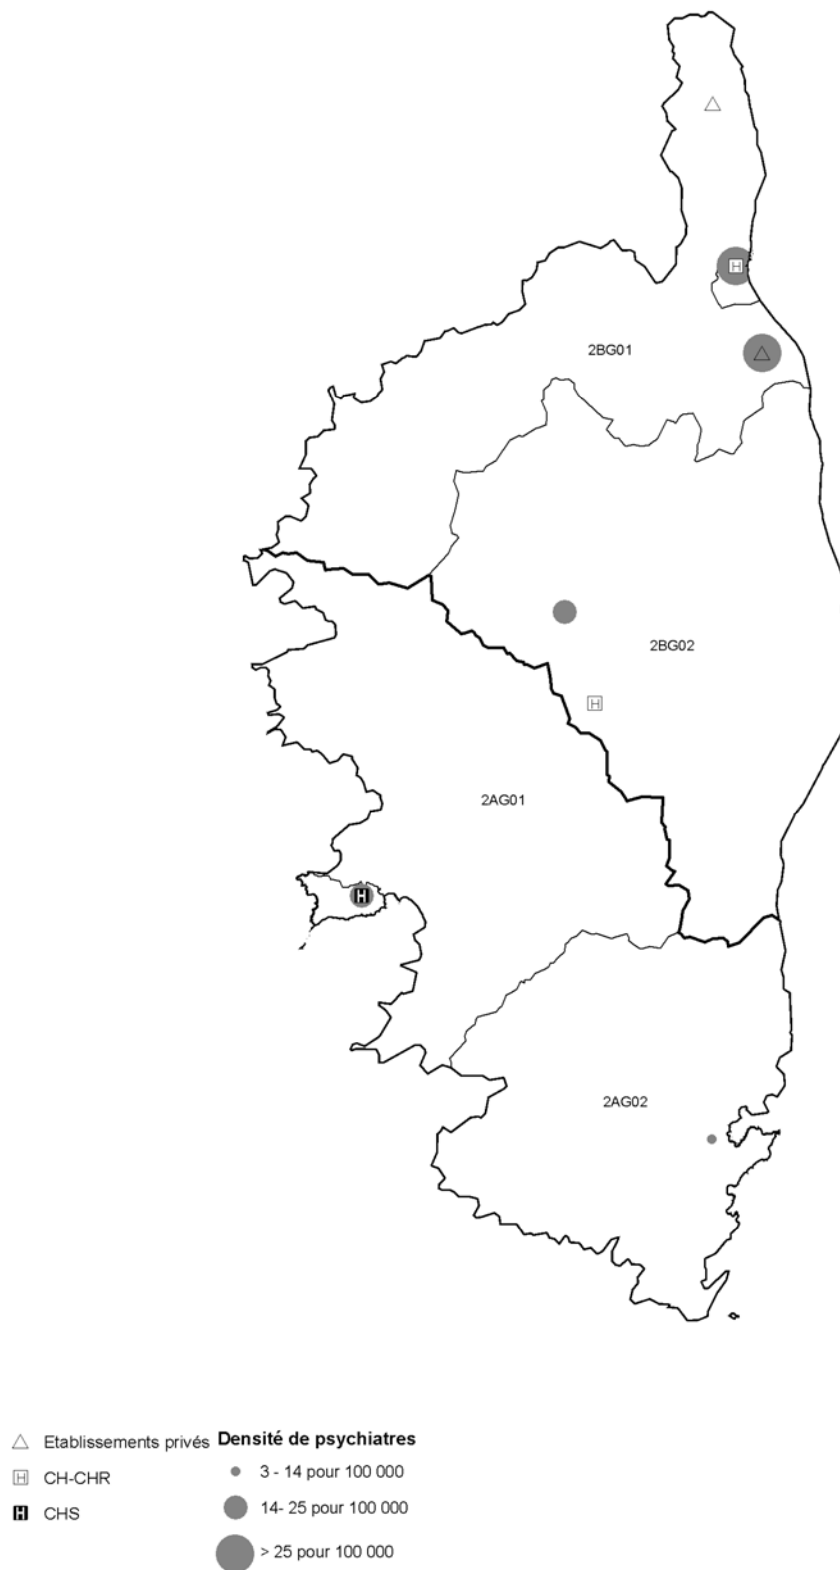 H
2BG01
2BG02
H
2AG01
H
2AG02
Etablissements privés
H CH-CHR
H CHS
Densité de psychiatres
3 - 14 pour 100 000
14- 25 pour 100 000
> 25 pour 100 000